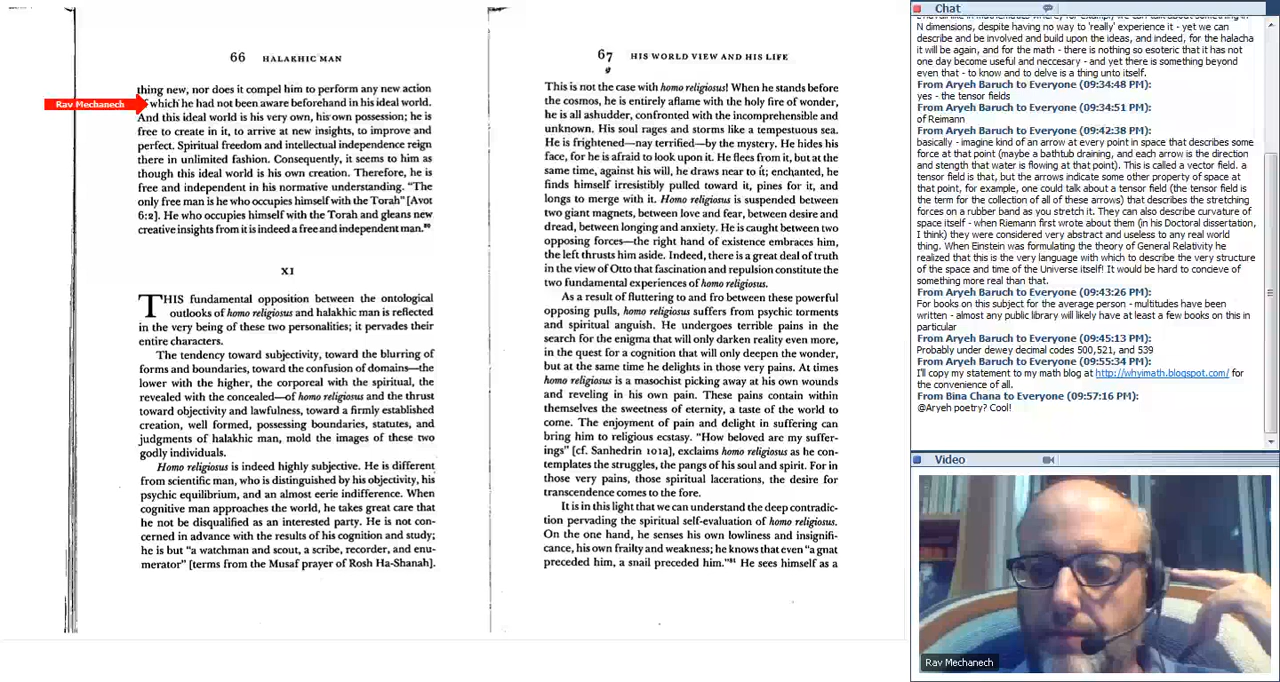 66 HALAKHIC MAN
thing new, nor does it compel him to perform any new action
Rav Mechanech
which he had not been aware beforehand in his ideal world.
And this ideal world is his very own, his own possession; he is
free to create in it, to arrive at new insights, to improve and
perfect. Spiritual freedom and intellectual independence reign
there in unlimited fashion. Consequently, it seems to him as
though this ideal world is his own creation. Therefore, he is
free and independent in his normative understanding. "The
only free man is he who occupies himself with the Torah" [Avot
6:2]. He who occupies himself with the Torah and gleans new
creative insights from it is indeed a free and independent man.⁸⁰
XI
THIS fundamental opposition between the ontological
outlooks of homo religiosus and halakhic man is reflected
in the very being of these two personalities; it pervades their
entire characters.
The tendency toward subjectivity, toward the blurring of
forms and boundaries, toward the confusion of domains—the
lower with the higher, the corporeal with the spiritual, the
revealed with the concealed—of homo religiosus and the thrust
toward objectivity and lawfulness, toward a firmly established
creation, well formed, possessing boundaries, statutes, and
judgments of halakhic man, mold the images of these two
godly individuals.
Homo religiosus is indeed highly subjective. He is different
from scientific man, who is distinguished by his objectivity, his
psychic equilibrium, and an almost eerie indifference. When
cognitive man approaches the world, he takes great care that
he not be disqualified as an interested party. He is not con-
cerned in advance with the results of his cognition and study;
he is but "a watchman and scout, a scribe, recorder, and enu-
merator" [terms from the Musaf prayer of Rosh Ha-Shanah].
67 HIS WORLD VIEW AND HIS LIFE
This is not the case with homo religiosus! When he stands before
the cosmos, he is entirely aflame with the holy fire of wonder,
he is all ashudder, confronted with the incomprehensible and
unknown. His soul rages and storms like a tempestuous sea.
He is frightened—nay terrified—by the mystery. He hides his
face, for he is afraid to look upon it. He flees from it, but at the
same time, against his will, he draws near to it; enchanted, he
finds himself irresistibly pulled toward it, pines for it, and
longs to merge with it. Homo religiosus is suspended between
two giant magnets, between love and fear, between desire and
dread, between longing and anxiety. He is caught between two
opposing forces—the right hand of existence embraces him,
the left thrusts him aside. Indeed, there is a great deal of truth
in the view of Otto that fascination and repulsion constitute the
two fundamental experiences of homo religiosus.
As a result of fluttering to and fro between these powerful
opposing pulls, homo religiosus suffers from psychic torments
and spiritual anguish. He undergoes terrible pains in the
search for the enigma that will only darken reality even more,
in the quest for a cognition that will only deepen the wonder,
but at the same time he delights in those very pains. At times
homo religiosus is a masochist picking away at his own wounds
and reveling in his own pain. These pains contain within
themselves the sweetness of eternity, a taste of the world to
come. The enjoyment of pain and delight in suffering can
bring him to religious ecstasy. "How beloved are my suffer-
ings" [cf. Sanhedrin 101a], exclaims homo religiosus as he con-
templates the struggles, the pangs of his soul and spirit. For in
those very pains, those spiritual lacerations, the desire for
transcendence comes to the fore.
It is in this light that we can understand the deep contradic-
tion pervading the spiritual self-evaluation of homo religiosus.
On the one hand, he senses his own lowliness and insignifi-
cance, his own frailty and weakness; he knows that even "a gnat
preceded him, a snail preceded him."⁸¹ He sees himself as a
Chat
N dimensions, despite having no way to 'really' experience it - yet we can
describe and be involved and build upon the ideas, and indeed, for the halacha
it will be again, and for the math - there is nothing so esoteric that it has not
one day become useful and neccesary - and yet there is something beyond
even that - to know and to delve is a thing unto itself.
From Aryeh Baruch to Everyone (09:34:48 PM):
yes - the tensor fields
From Aryeh Baruch to Everyone (09:34:51 PM):
of Reimann
From Aryeh Baruch to Everyone (09:42:38 PM):
basically - imagine kind of an arrow at every point in space that describes some
force at that point (maybe a bathtub draining, and each arrow is the direction
and stength that water is flowing at that point). This is called a vector field. a
tensor field is that, but the arrows indicate some other property of space at
that point, for example, one could talk about a tensor field (the tensor field is
the term for the collection of all of these arrows) that describes the stretching
forces on a rubber band as you stretch it. They can also describe curvature of
space itself - when Riemann first wrote about them (in his Doctoral dissertation,
I think) they were considered very abstract and useless to any real world
thing. When Einstein was formulating the theory of General Relativity he
realized that this is the very language with which to describe the very structure
of the space and time of the Universe itself! It would be hard to concieve of
something more real than that.
From Aryeh Baruch to Everyone (09:43:26 PM):
For books on this subject for the average person - multitudes have been
written - almost any public library will likely have at least a few books on this in
particular
From Aryeh Baruch to Everyone (09:45:13 PM):
Probably under dewey decimal codes 500,521, and 539
From Aryeh Baruch to Everyone (09:55:34 PM):
I'll copy my statement to my math blog at http://whyimath.blogspot.com/ for
the convenience of all.
From Bina Chana to Everyone (09:57:16 PM):
@Aryeh poetry? Cool!
Video
Rav Mechanech